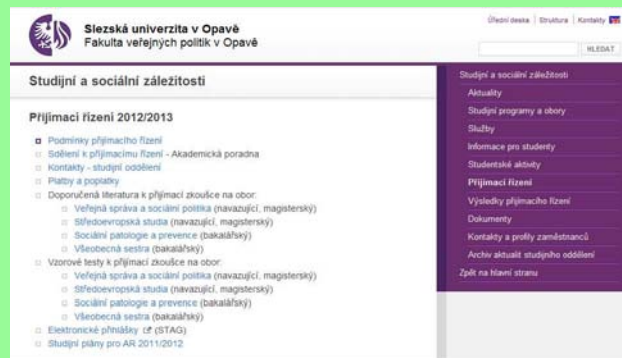 Slezská univerzita v Opavě
Fakulta veřejných politik v Opavě
Úřední deska | Struktura | Kontakty
HLEDAT
Studijní a sociální záležitosti
Přijímací řízení 2012/2013
Podmínky přijímacího řízení
Sdělení k přijímacímu řízení - Akademická poradna
Kontakty - studijní oddělení
Platby a poplatky
Doporučená literatura k přijímací zkoušce na obor:
Veřejná správa a sociální politika (navazující, magisterský)
Středoevropská studia (navazující, magisterský)
Sociální patologie a prevence (bakalářský)
Všeobecná sestra (bakalářský)
Vzorové testy k přijímací zkoušce na obor:
Veřejná správa a sociální politika (navazující, magisterský)
Středoevropská studia (navazující, magisterský)
Sociální patologie a prevence (bakalářský)
Všeobecná sestra (bakalářský)
Elektronické přihlášky (STAG)
Studijní plány pro AR 2011/2012
Studijní a sociální záležitosti
Aktuality
Studijní programy a obory
Služby
Informace pro studenty
Studentské aktivity
Přijímací řízení
Výsledky přijímacího řízení
Dokumenty
Kontakty a profily zaměstnanců
Archiv aktualit studijního oddělení
Zpět na hlavní stranu